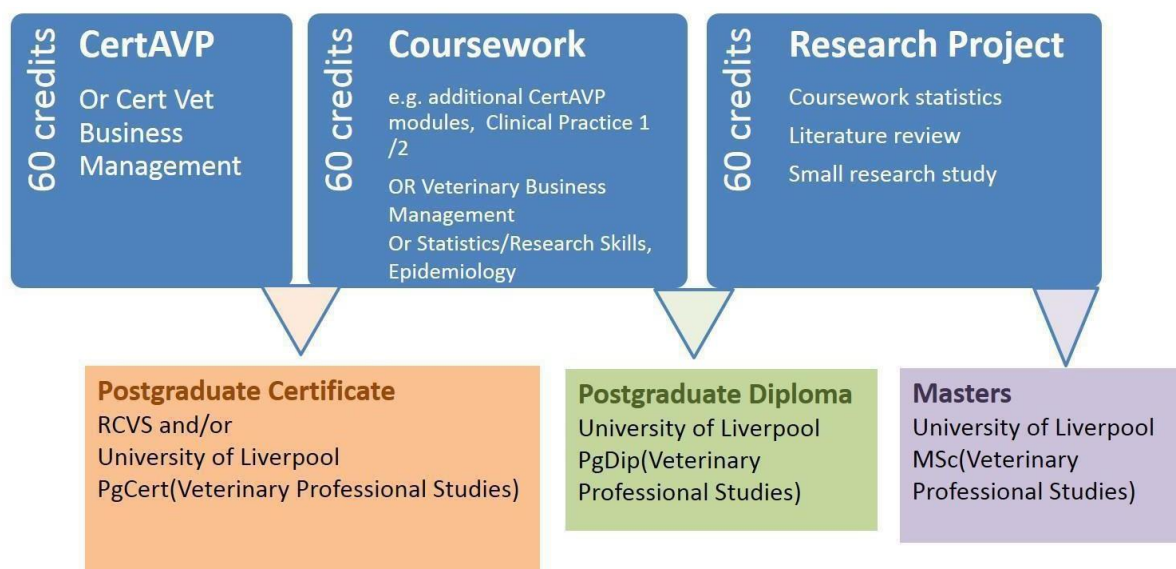 60 credits
CertAVP
Or Cert Vet
Business
Management
60 credits
Coursework
e.g. additional CertAVP
modules, Clinical Practice 1
/2
OR Veterinary Business
Management
Or Statistics/Research Skills,
Epidemiology
60 credits
Research Project
Coursework statistics
Literature review
Small research study
Postgraduate Certificate
RCVS and/or
University of Liverpool
PgCert(Veterinary Professional Studies)
Postgraduate Diploma
University of Liverpool
PgDip(Veterinary
Professional Studies)
Masters
University of Liverpool
MSc(Veterinary
Professional Studies)